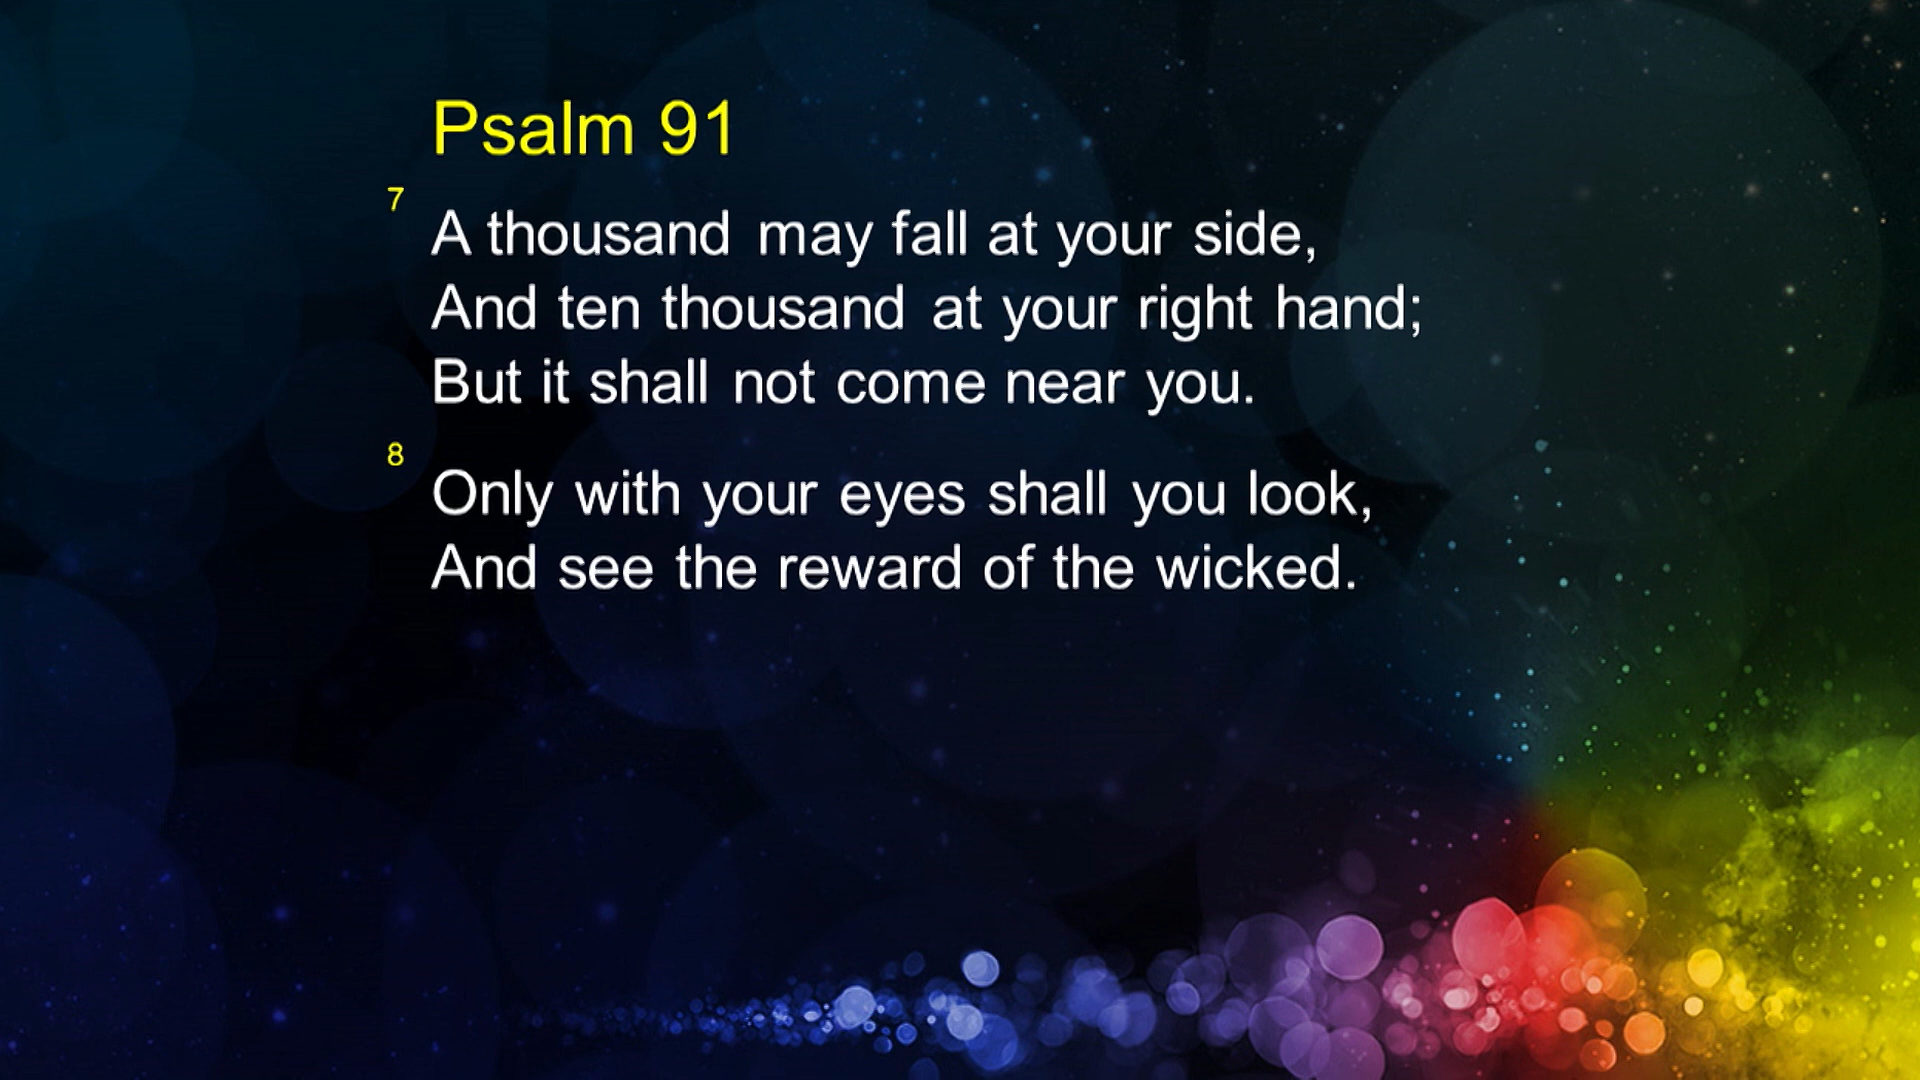 Psalm 91
7
A thousand may fall at your side,
And ten thousand at your right hand;
But it shall not come near you.
8
Only with your eyes shall you look,
And see the reward of the wicked.